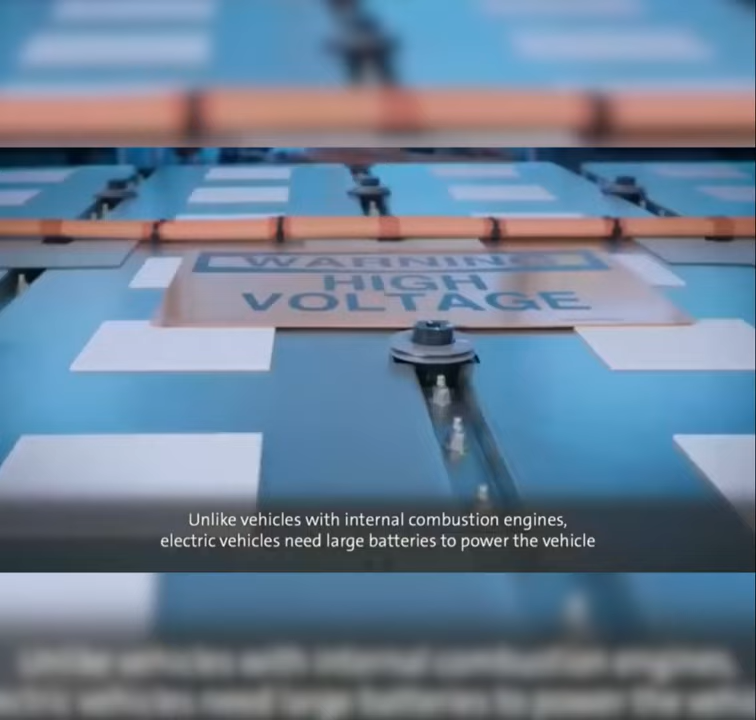 WARNING
HIGH
VOLTAGE
Unlike vehicles with internal combustion engines,
electric vehicles need large batteries to power the vehicle